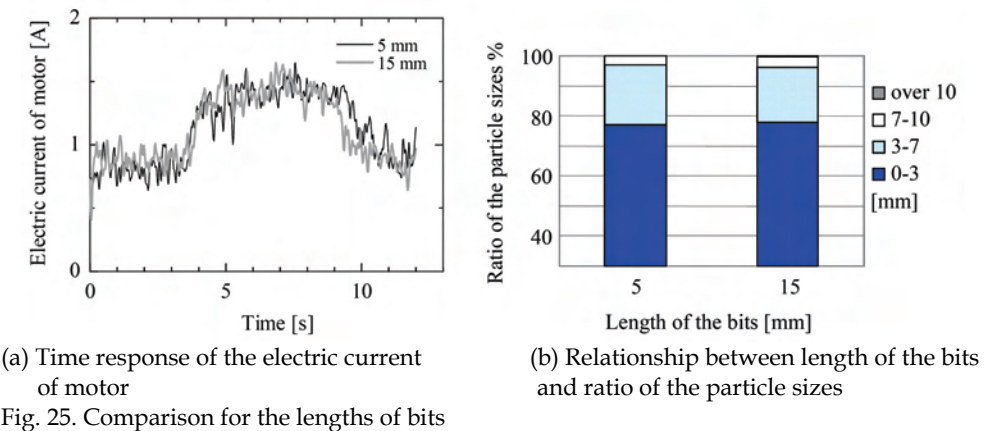 2
1
0
Electric current of motor [A]
5 mm
15 mm
0
5
10
Time [s]
(a) Time response of the electric current
of motor
100
80
60
40
Ratio of the particle sizes %
over 10
7-10
3-7
0-3
[mm]
5
15
Length of the bits [mm]
(b) Relationship between length of the bits
and ratio of the particle sizes
Fig. 25. Comparison for the lengths of bits